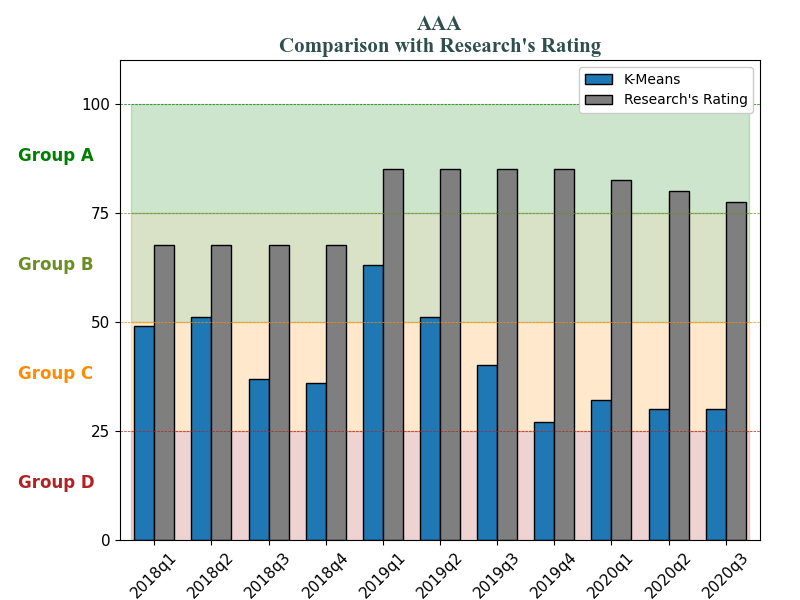 AAA
Comparison with Research's Rating
K-Means
Research's Rating
100
Group A
75
Group B
50
Group C
25
Group D
0
2018q1 2018q2 2018q3 2018q4 2019q1 2019q2 2019q3 2019q4 2020q1 2020q2 2020q3